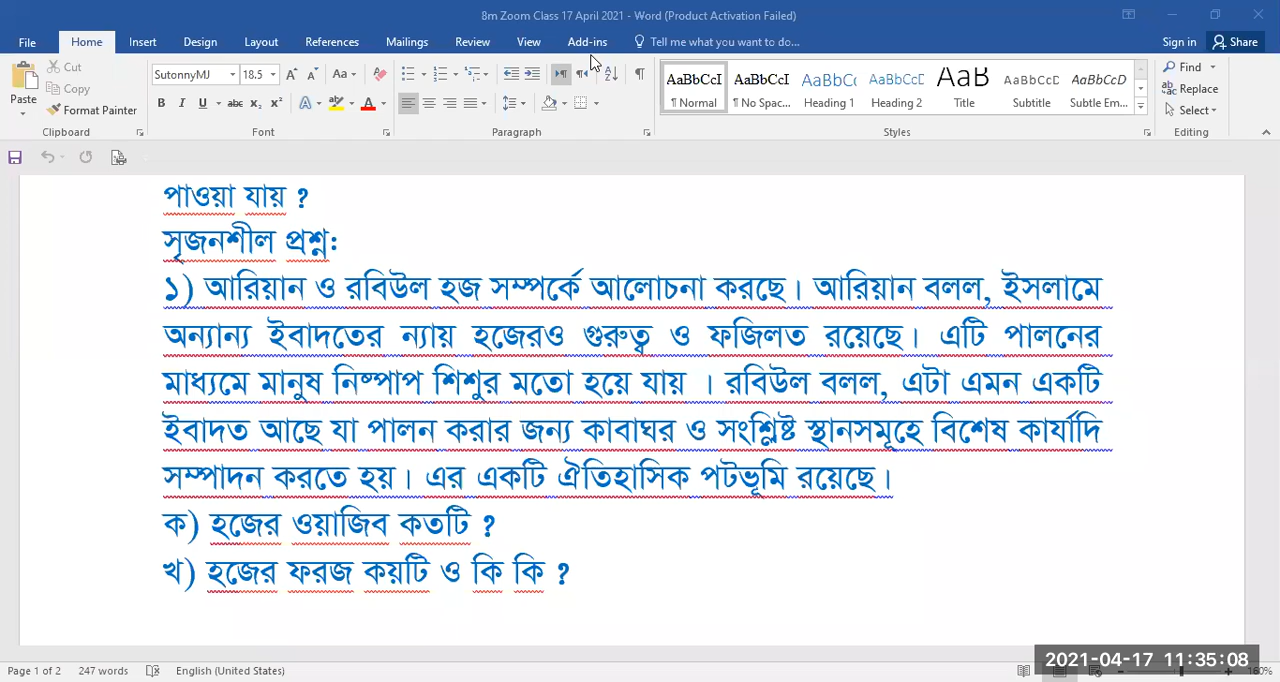 8m Zoom Class 17 April 2021 - Word (Product Activation Failed)
File Home Insert Design Layout References Mailings Review View Add-ins Tell me what you want to do... Sign in Share
Paste Cut Copy Format Painter
SutonnyMJ 18.5
AaBbCcI AaBbCcI AaBbCc AaBbCcD AaB AaBbCcD AaBbCcD
¶ Normal ¶ No Spac... Heading 1 Heading 2 Title Subtitle Subtle Em...
Find Replace Select
Clipboard Font Paragraph Styles Editing
পাওয়া যায় ?
সৃজনশীল প্রশ্ন:
১) আরিয়ান ও রবিউল হজ সম্পর্কে আলোচনা করছে। আরিয়ান বলল, ইসলামে
অন্যান্য ইবাদতের ন্যায় হজেরও গুরুত্ব ও ফজিলত রয়েছে। এটি পালনের
মাধ্যমে মানুষ নিষ্পাপ শিশুর মতো হয়ে যায় । রবিউল বলল, এটা এমন একটি
ইবাদত আছে যা পালন করার জন্য কাবাঘর ও সংশ্লিষ্ট স্থানসমূহে বিশেষ কার্যাদি
সম্পাদন করতে হয়। এর একটি ঐতিহাসিক পটভূমি রয়েছে।
ক) হজের ওয়াজিব কতটি ?
খ) হজের ফরজ কয়টি ও কি কি ?
2021-04-17 11:35:08
Page 1 of 2 247 words English (United States) 160%